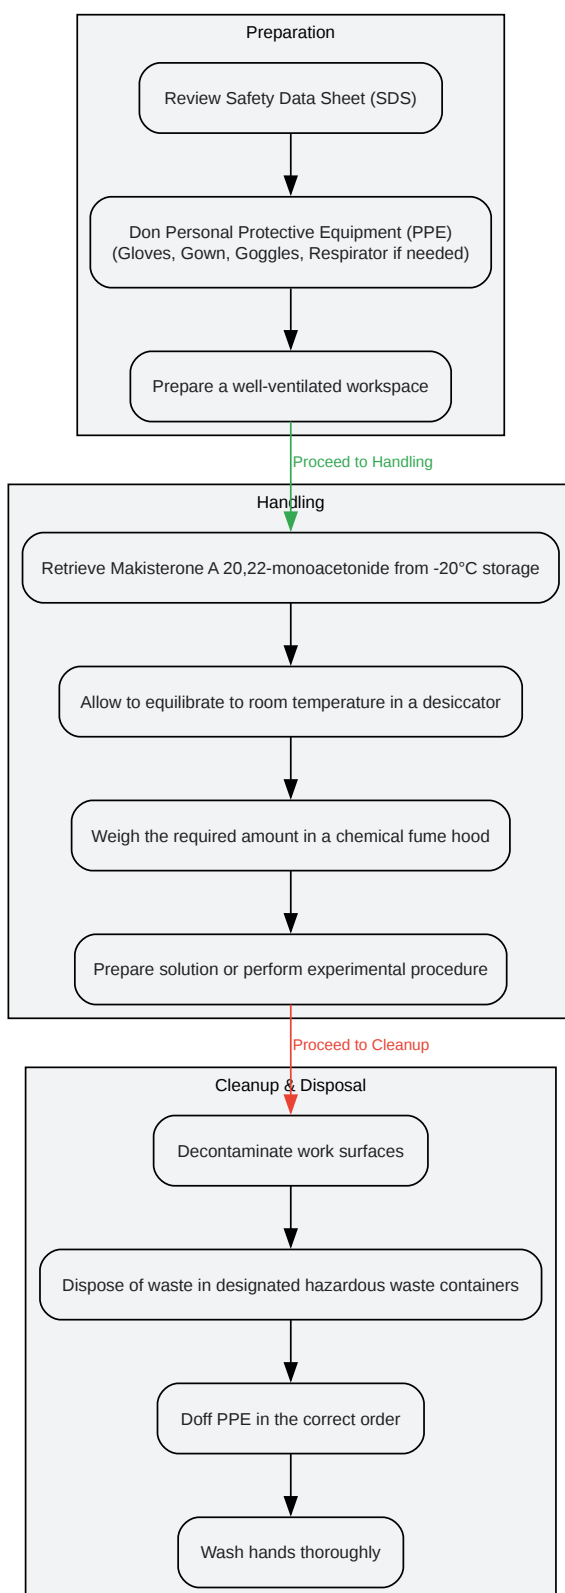 Preparation
Review Safety Data Sheet (SDS)
Don Personal Protective Equipment (PPE)
(Gloves, Gown, Goggles, Respirator if needed)
Prepare a well-ventilated workspace
Proceed to Handling
Handling
Retrieve Makisterone A 20,22-monoacetonide from -20°C storage
Allow to equilibrate to room temperature in a desiccator
Weigh the required amount in a chemical fume hood
Prepare solution or perform experimental procedure
Proceed to Cleanup
Cleanup & Disposal
Decontaminate work surfaces
Dispose of waste in designated hazardous waste containers
Doff PPE in the correct order
Wash hands thoroughly